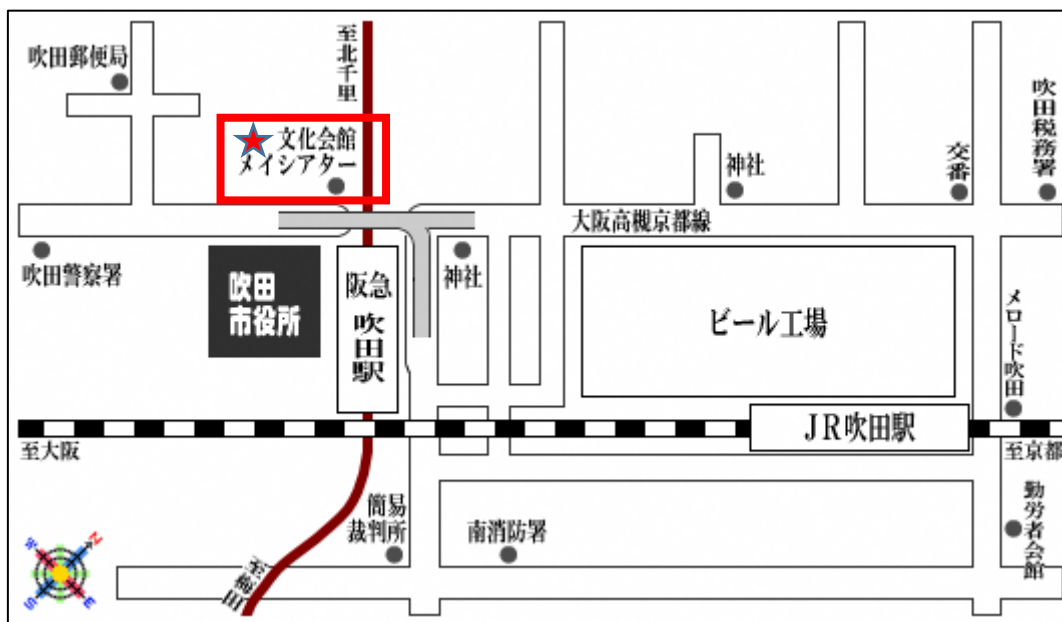 吹田郵便局
至北千里
文化会館
メイシアター
神社
交番
吹田税務署
大阪高槻京都線
吹田警察署
吹田
市役所
阪急
吹田駅
神社
ビール工場
メロード吹田
JR吹田駅
至大阪
至京都
簡易
裁判所
南消防署
勤労者会館
至梅田
W
N
S
E